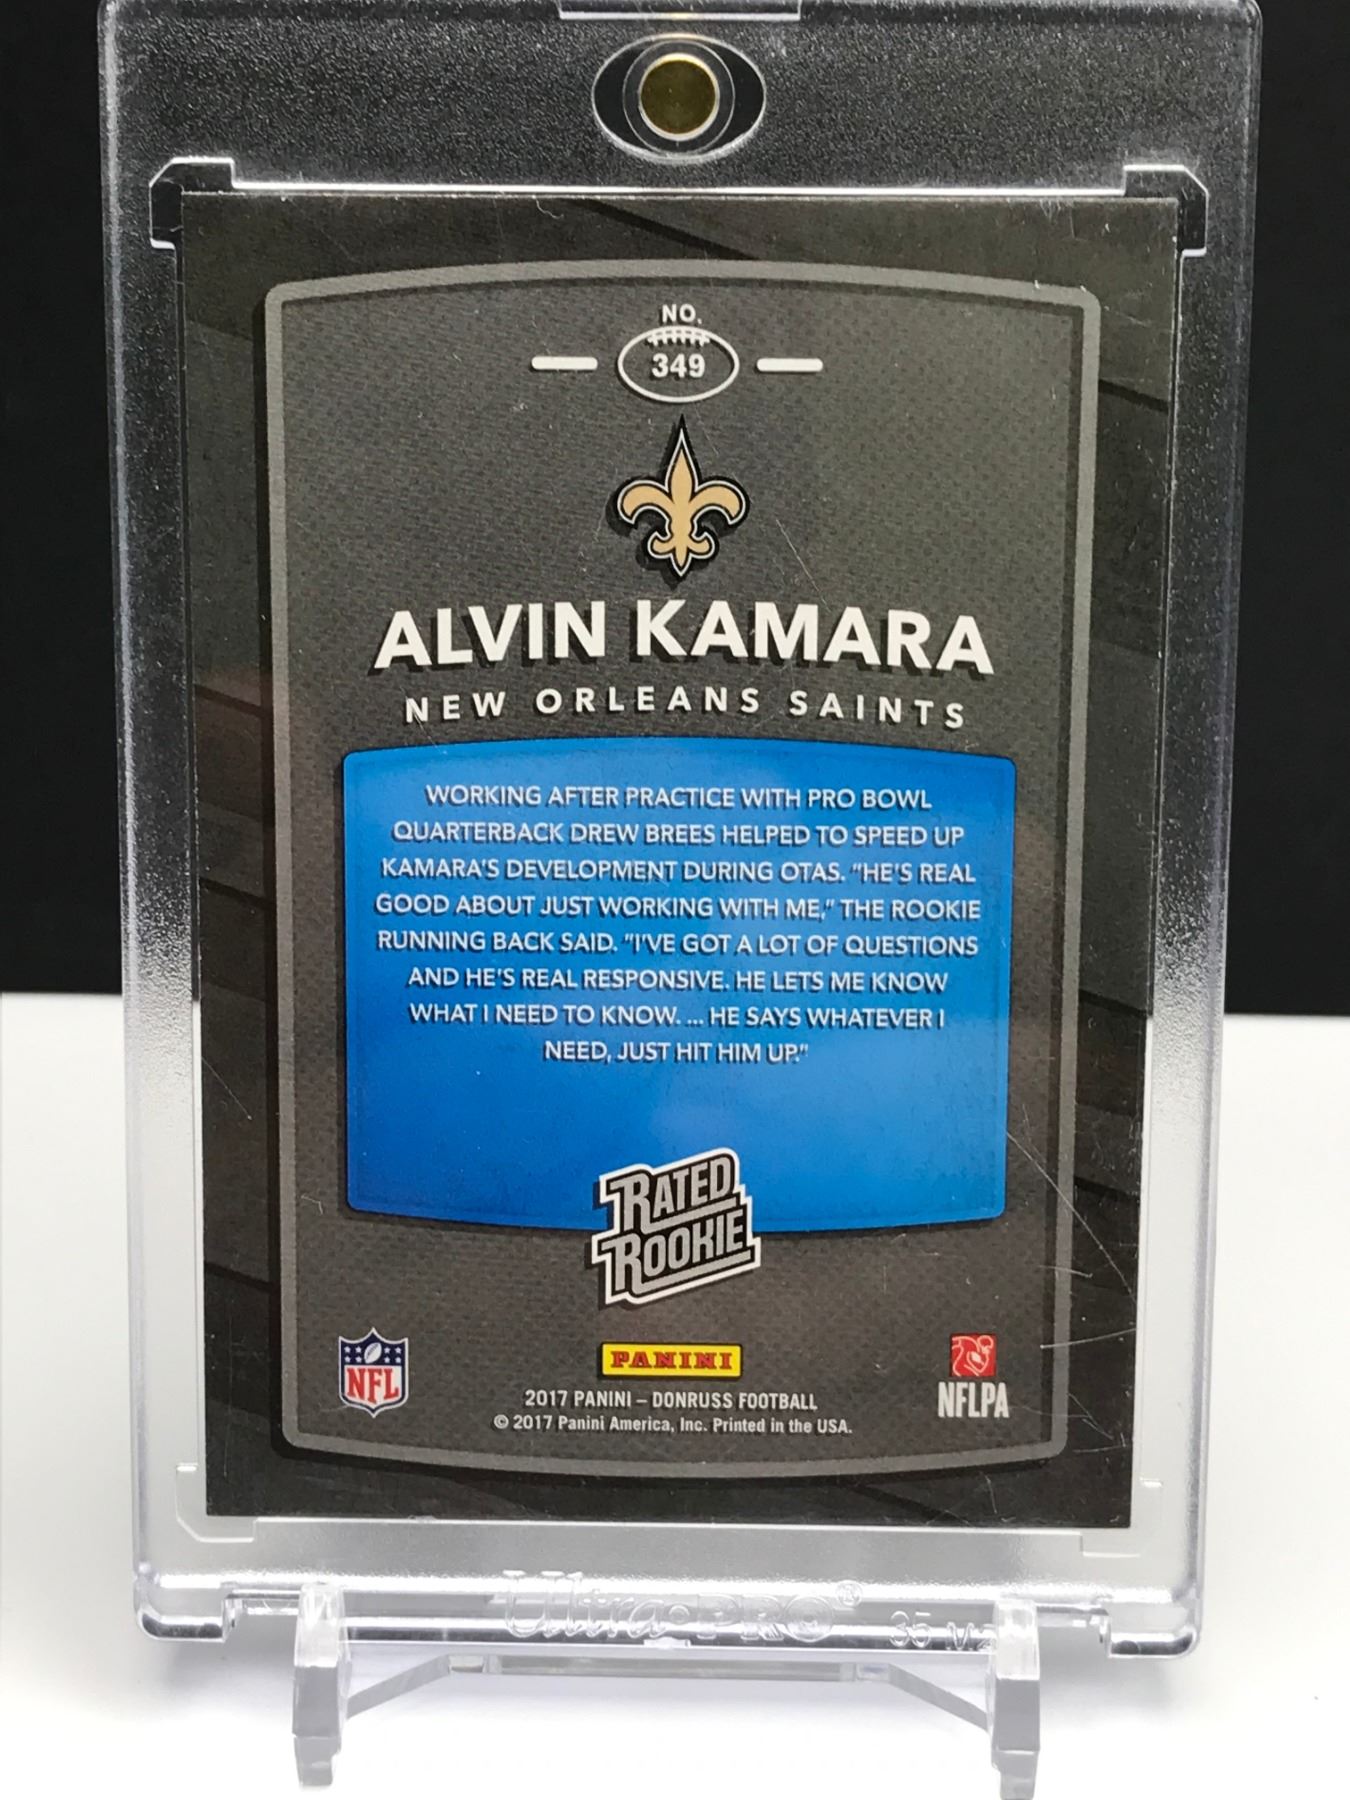 NO.
349
ALVIN KAMARA
NEW ORLEANS SAINTS
WORKING AFTER PRACTICE WITH PRO BOWL
QUARTERBACK DREW BREES HELPED TO SPEED UP
KAMARA'S DEVELOPMENT DURING OTAS. "HE'S REAL
GOOD ABOUT JUST WORKING WITH ME," THE ROOKIE
RUNNING BACK SAID. "I'VE GOT A LOT OF QUESTIONS
AND HE'S REAL RESPONSIVE. HE LETS ME KNOW
WHAT I NEED TO KNOW. ... HE SAYS WHATEVER I
NEED, JUST HIT HIM UP."
RATED
ROOKIE
NFL
PANINI
NFLPA
2017 PANINI – DONRUSS FOOTBALL
© 2017 Panini America, Inc. Printed in the USA.
Ultra•PRO® 35